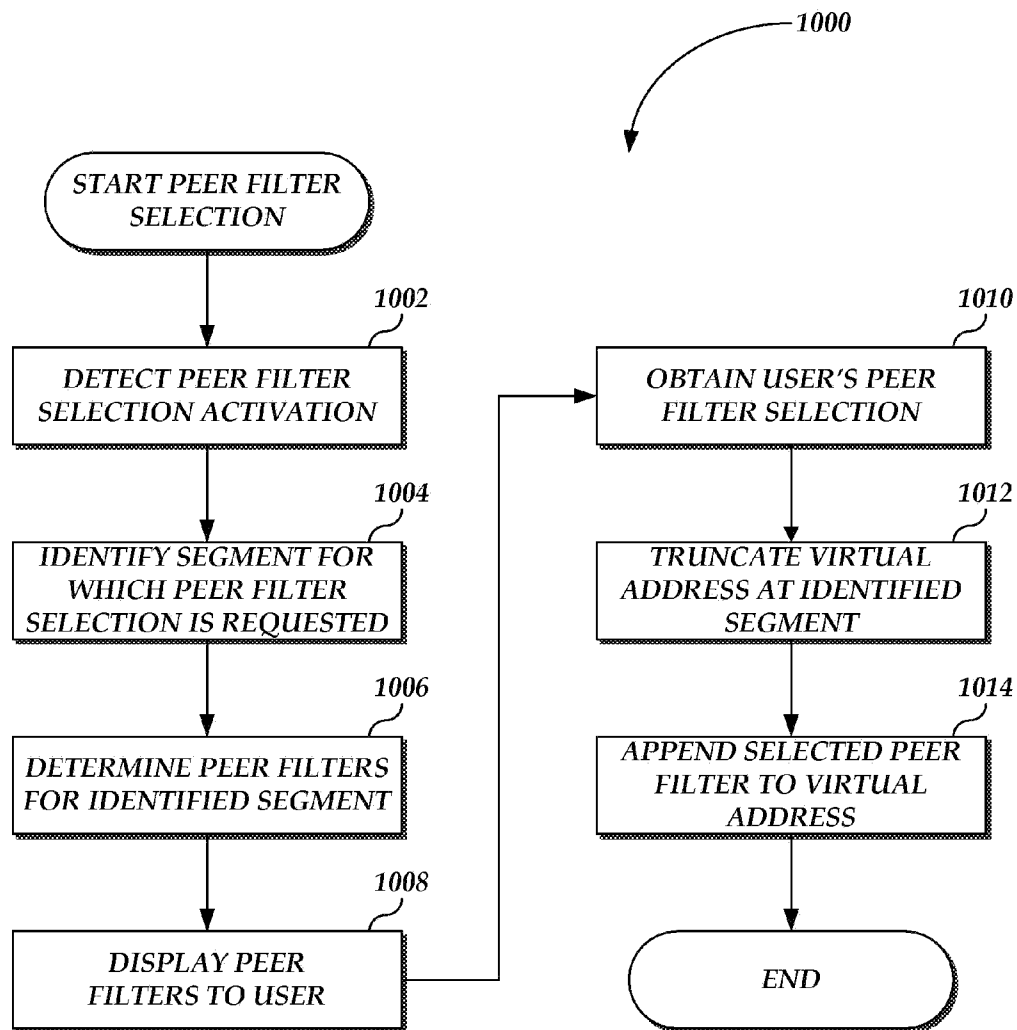 1000
START PEER FILTER
SELECTION
1002
DETECT PEER FILTER
SELECTION ACTIVATION
1004
IDENTIFY SEGMENT FOR
WHICH PEER FILTER
SELECTION IS REQUESTED
1006
DETERMINE PEER FILTERS
FOR IDENTIFIED SEGMENT
1008
DISPLAY PEER
FILTERS TO USER
1010
OBTAIN USER'S PEER
FILTER SELECTION
1012
TRUNCATE VIRTUAL
ADDRESS AT IDENTIFIED
SEGMENT
1014
APPEND SELECTED PEER
FILTER TO VIRTUAL
ADDRESS
END